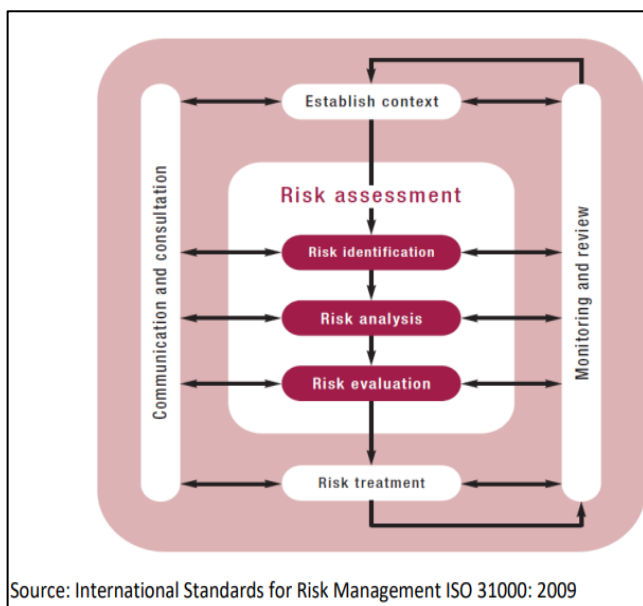 Establish context
Communication and consultation
Monitoring and review
Risk assessment
Risk identification
Risk analysis
Risk evaluation
Risk treatment
Source: International Standards for Risk Management ISO 31000: 2009